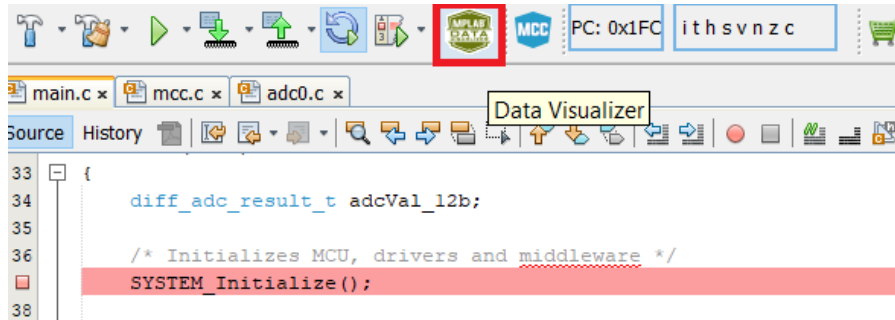 MPLAB DATA MCC PC: 0x1FC i t h s v n z c
main.c x mcc.c x adc0.c x
Data Visualizer
Source History
33 {
34 diff_adc_result_t adcVal_12b;
35
36 /* Initializes MCU, drivers and middleware */
SYSTEM_Initialize();
38